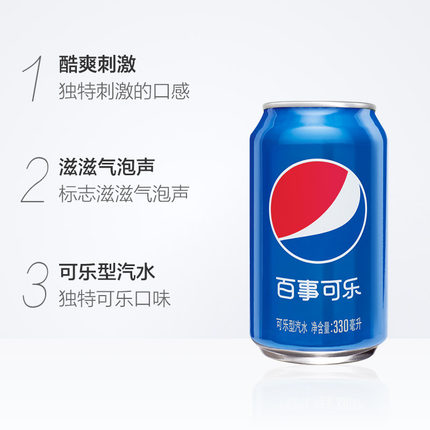 1
酷爽刺激
独特刺激的口感
2
滋滋气泡声
标志滋滋气泡声
3
可乐型汽水
独特可乐口味
百事可乐
可乐型汽水 净含量:330毫升